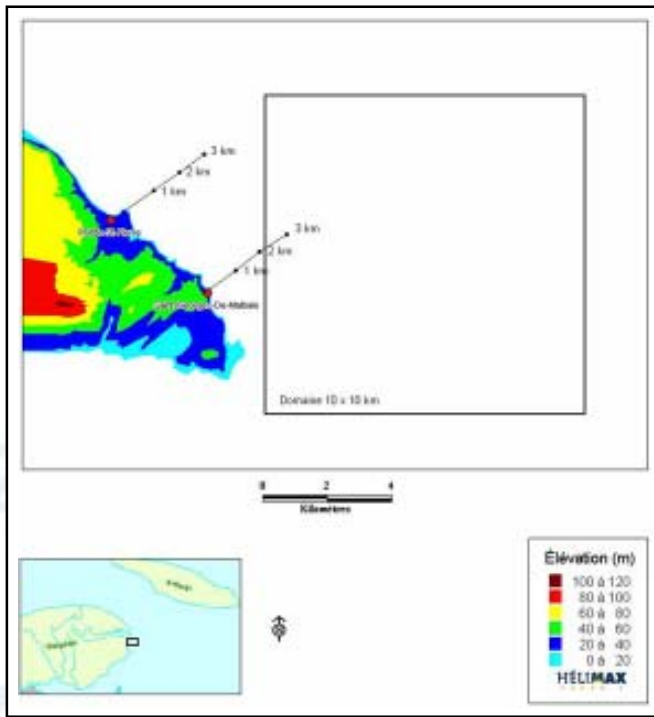 3 km
2 km
1 km
3 km
2 km
1 km
Domaine 10 x 10 km
0 2 4
Kilomètres
Élévation (m)
100 à 120
80 à 100
60 à 80
40 à 60
20 à 40
0 à 20
HÉLIMAX